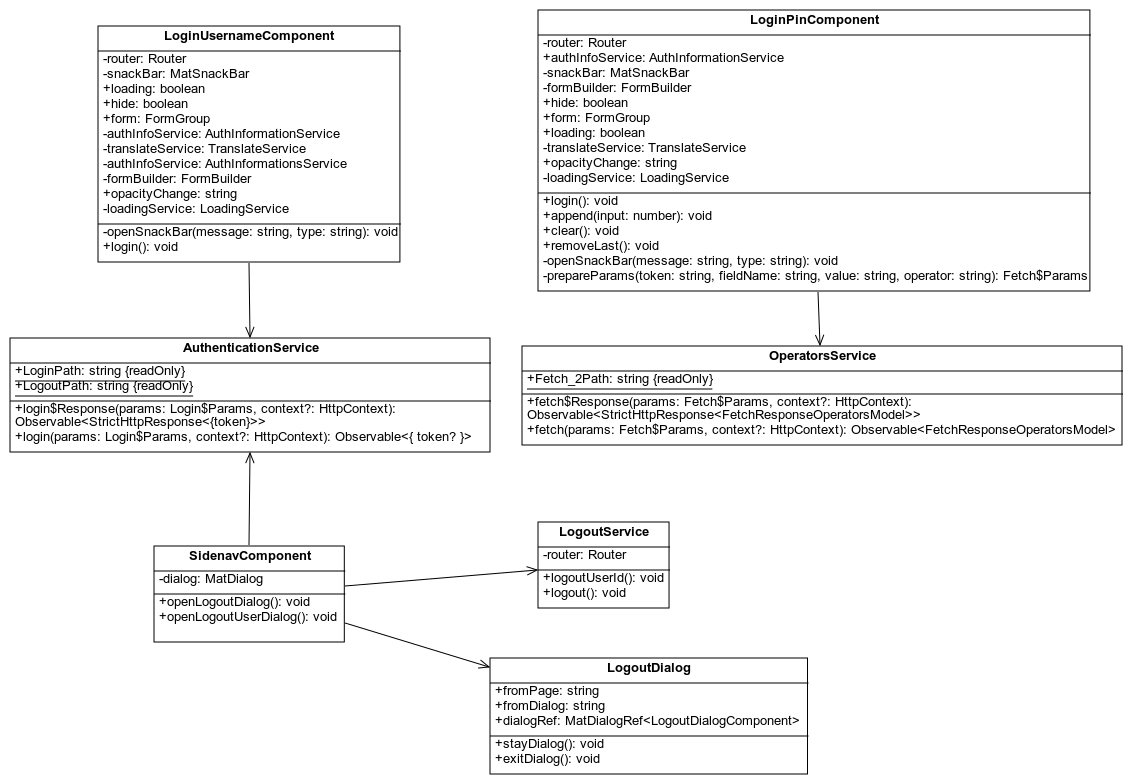 LoginUsernameComponent
-router: Router
-snackBar: MatSnackBar
+loading: boolean
+hide: boolean
+form: FormGroup
-authInfoService: AuthInformationService
-translateService: TranslateService
-authInfoService: AuthInformationsService
-formBuilder: FormBuilder
+opacityChange: string
-loadingService: LoadingService
-openSnackBar(message: string, type: string): void
+login(): void
LoginPinComponent
-router: Router
+authInfoService: AuthInformationService
-snackBar: MatSnackBar
-formBuilder: FormBuilder
+hide: boolean
+form: FormGroup
+loading: boolean
-translateService: TranslateService
+opacityChange: string
-loadingService: LoadingService
+login(): void
+append(input: number): void
+clear(): void
+removeLast(): void
-openSnackBar(message: string, type: string): void
-prepareParams(token: string, fieldName: string, value: string, operator: string): Fetch$Params
AuthenticationService
+LoginPath: string {readOnly}
+LogoutPath: string {readOnly}
+login$Response(params: Login$Params, context?: HttpContext):
Observable<StrictHttpResponse<{token}>>
+login(params: Login$Params, context?: HttpContext): Observable<{ token? }>
OperatorsService
+Fetch_2Path: string {readOnly}
+fetch$Response(params: Fetch$Params, context?: HttpContext):
Observable<StrictHttpResponse<FetchResponseOperatorsModel>>
+fetch(params: Fetch$Params, context?: HttpContext): Observable<FetchResponseOperatorsModel>
SidenavComponent
-dialog: MatDialog
+openLogoutDialog(): void
+openLogoutUserDialog(): void
LogoutService
-router: Router
+logoutUserId(): void
+logout(): void
LogoutDialog
+fromPage: string
+fromDialog: string
+dialogRef: MatDialogRef<LogoutDialogComponent>
+stayDialog(): void
+exitDialog(): void